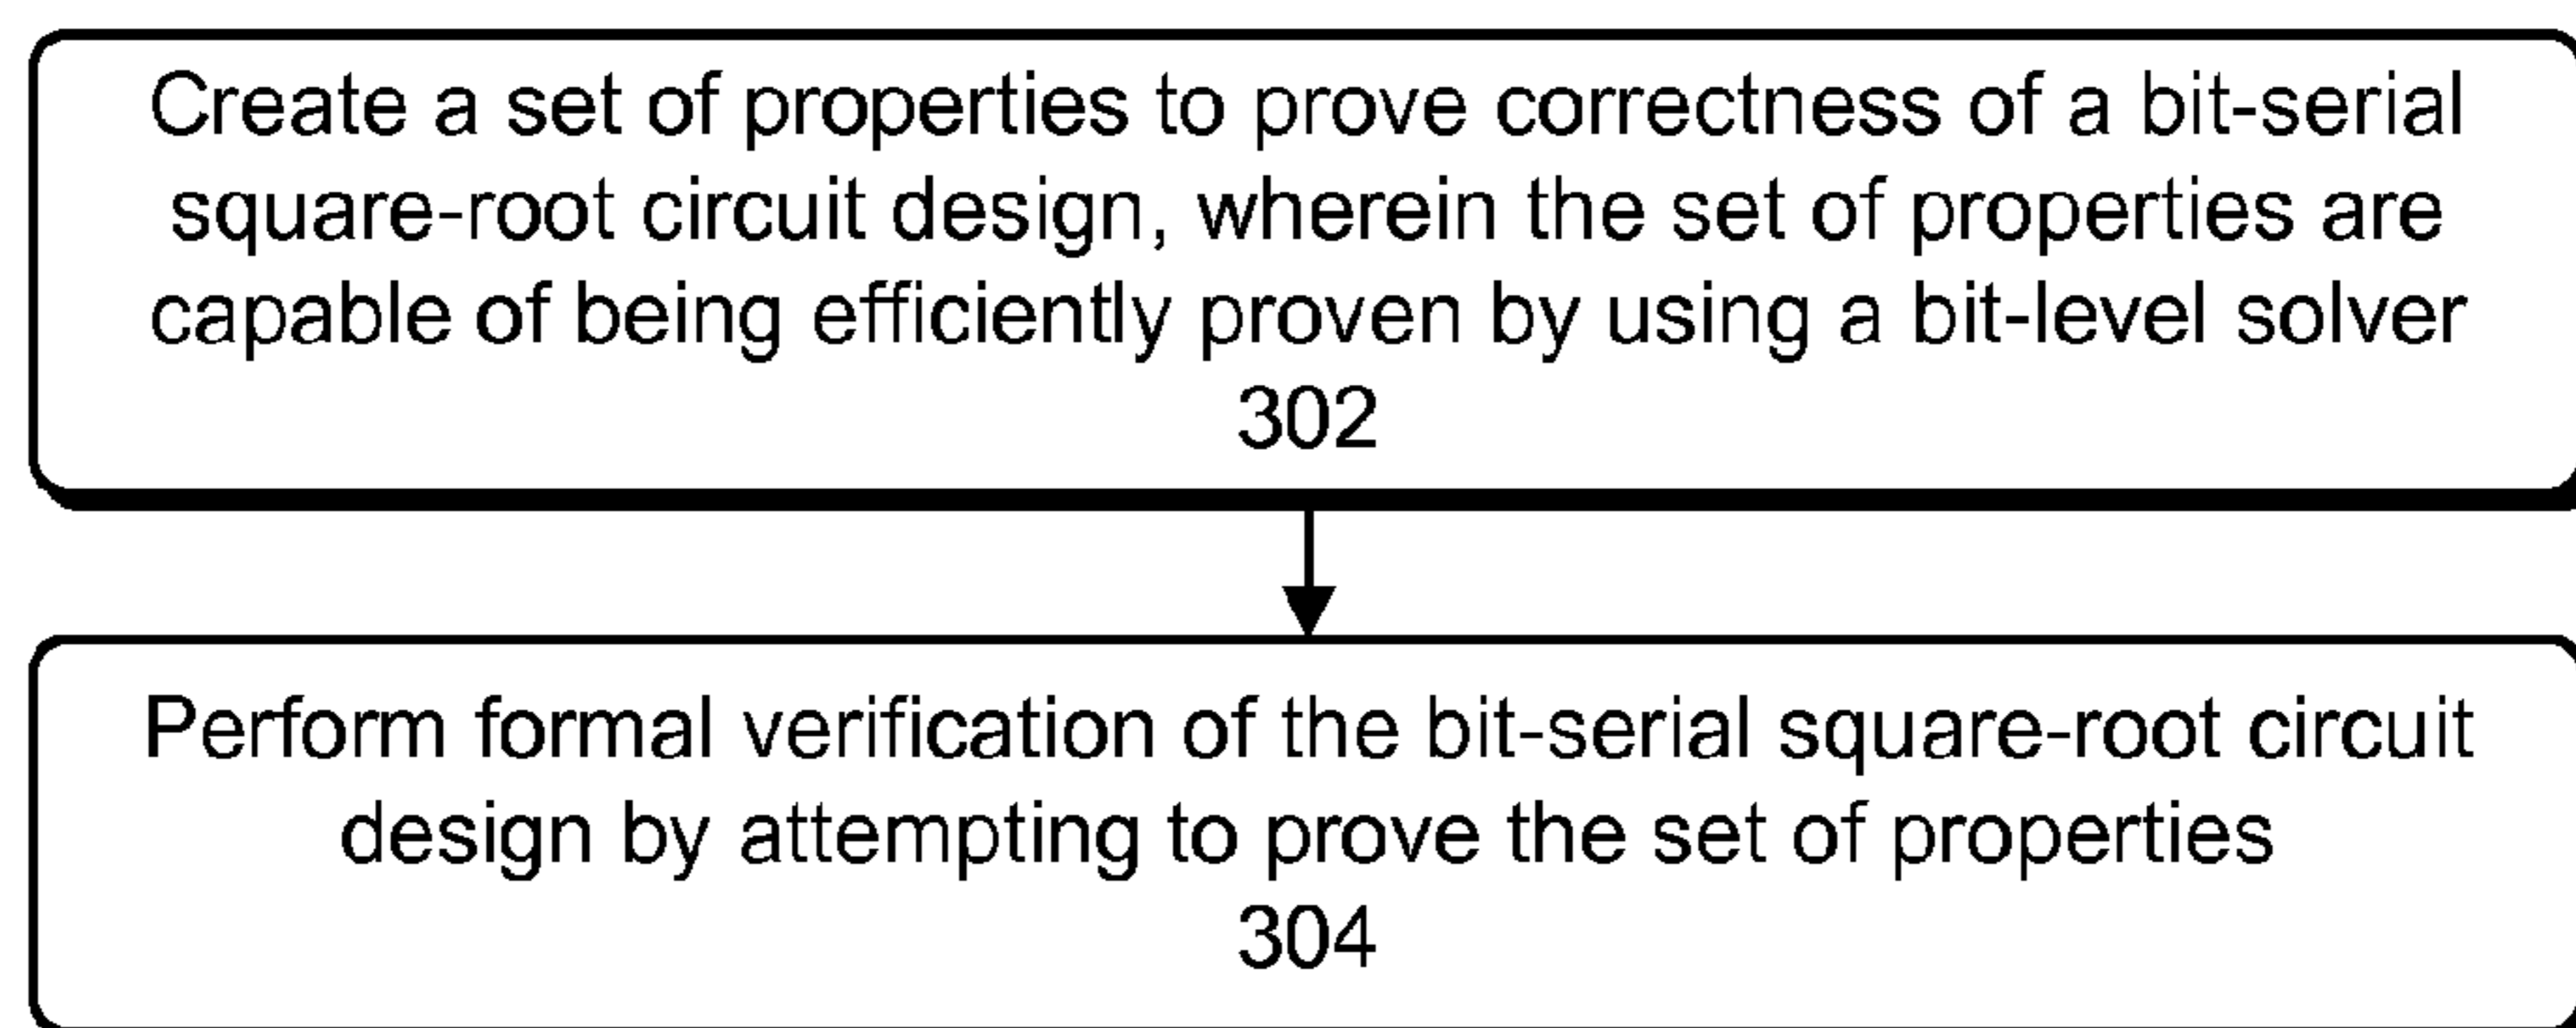 Create a set of properties to prove correctness of a bit-serial
square-root circuit design, wherein the set of properties are
capable of being efficiently proven by using a bit-level solver
302
Perform formal verification of the bit-serial square-root circuit
design by attempting to prove the set of properties
304